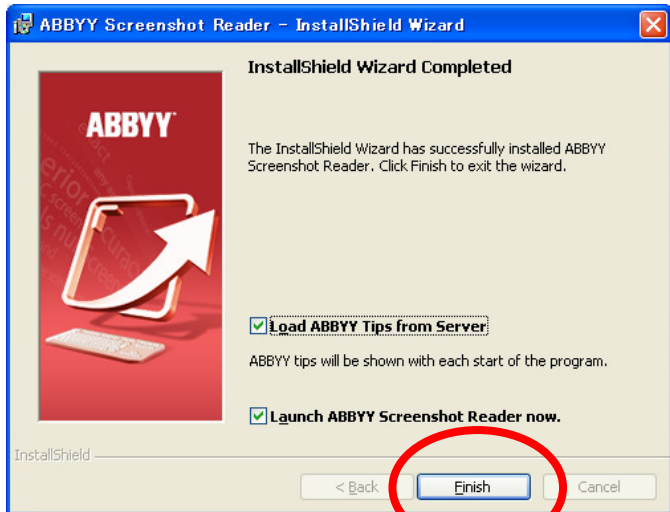 ABBYY Screenshot Reader - InstallShield Wizard
InstallShield Wizard Completed
ABBYY
The InstallShield Wizard has successfully installed ABBYY
Screenshot Reader. Click Finish to exit the wizard.
Load ABBYY Tips from Server
ABBYY tips will be shown with each start of the program.
Launch ABBYY Screenshot Reader now.
InstallShield
< Back
Finish
Cancel